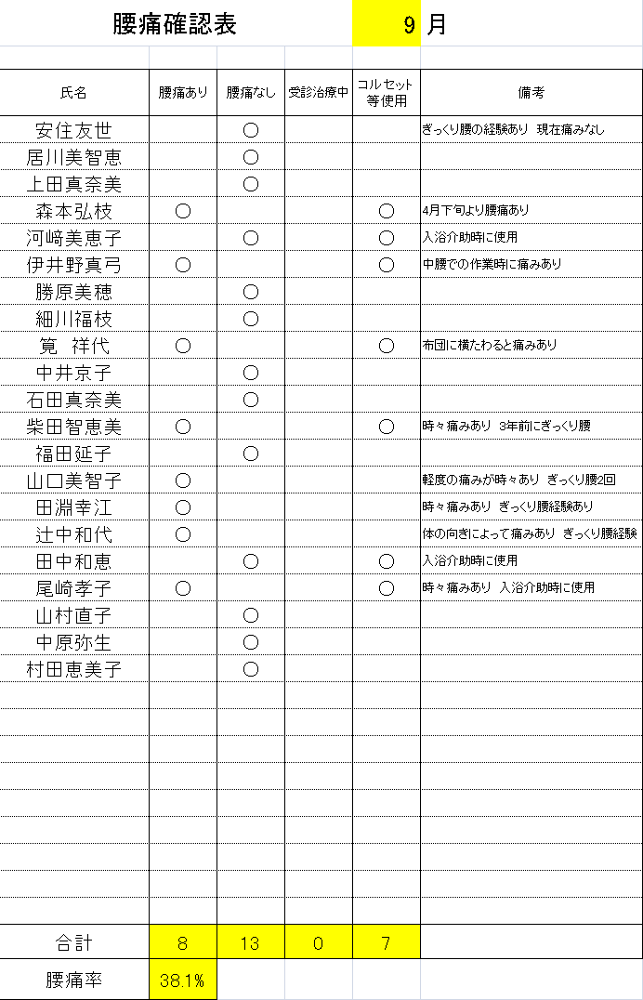 腰痛確認表 9 月
氏名 腰痛あり 腰痛なし 受診治療中 コルセット等使用 備考
安住友世 ○ ぎっくり腰の経験あり 現在痛みなし
居川美智恵 ○
上田真奈美 ○
森本弘枝 ○ ○ 4月下旬より腰痛あり
河﨑美恵子 ○ ○ 入浴介助時に使用
伊井野真弓 ○ ○ 中腰での作業時に痛みあり
勝原美穂 ○
細川福枝 ○
筧 祥代 ○ ○ 布団に横たわると痛みあり
中井京子 ○
石田真奈美 ○
柴田智恵美 ○ ○ 時々痛みあり 3年前にぎっくり腰
福田延子 ○
山口美智子 ○ 軽度の痛みが時々あり ぎっくり腰2回
田淵幸江 ○ 時々痛みあり ぎっくり腰経験あり
辻中和代 ○ 体の向きによって痛みあり ぎっくり腰経験
田中和恵 ○ ○ 入浴介助時に使用
尾崎孝子 ○ ○ 時々痛みあり 入浴介助時に使用
山村直子 ○
中原弥生 ○
村田恵美子 ○
合計 8 13 0 7
腰痛率 38.1%